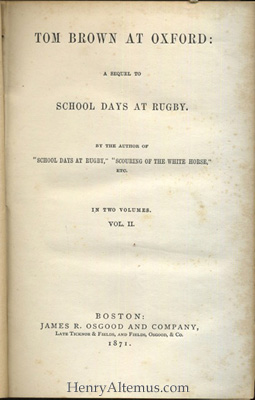 TOM BROWN AT OXFORD:
A SEQUEL TO
SCHOOL DAYS AT RUGBY.
BY THE AUTHOR OF
"SCHOOL DAYS AT RUGBY," "SCOURING OF THE WHITE HORSE,"
ETC.
IN TWO VOLUMES.
VOL. II.
BOSTON:
JAMES R. OSGOOD AND COMPANY,
LATE TICKNOR & FIELDS, AND FIELDS, OSGOOD, & CO.
1871.
HenryAltemus.com